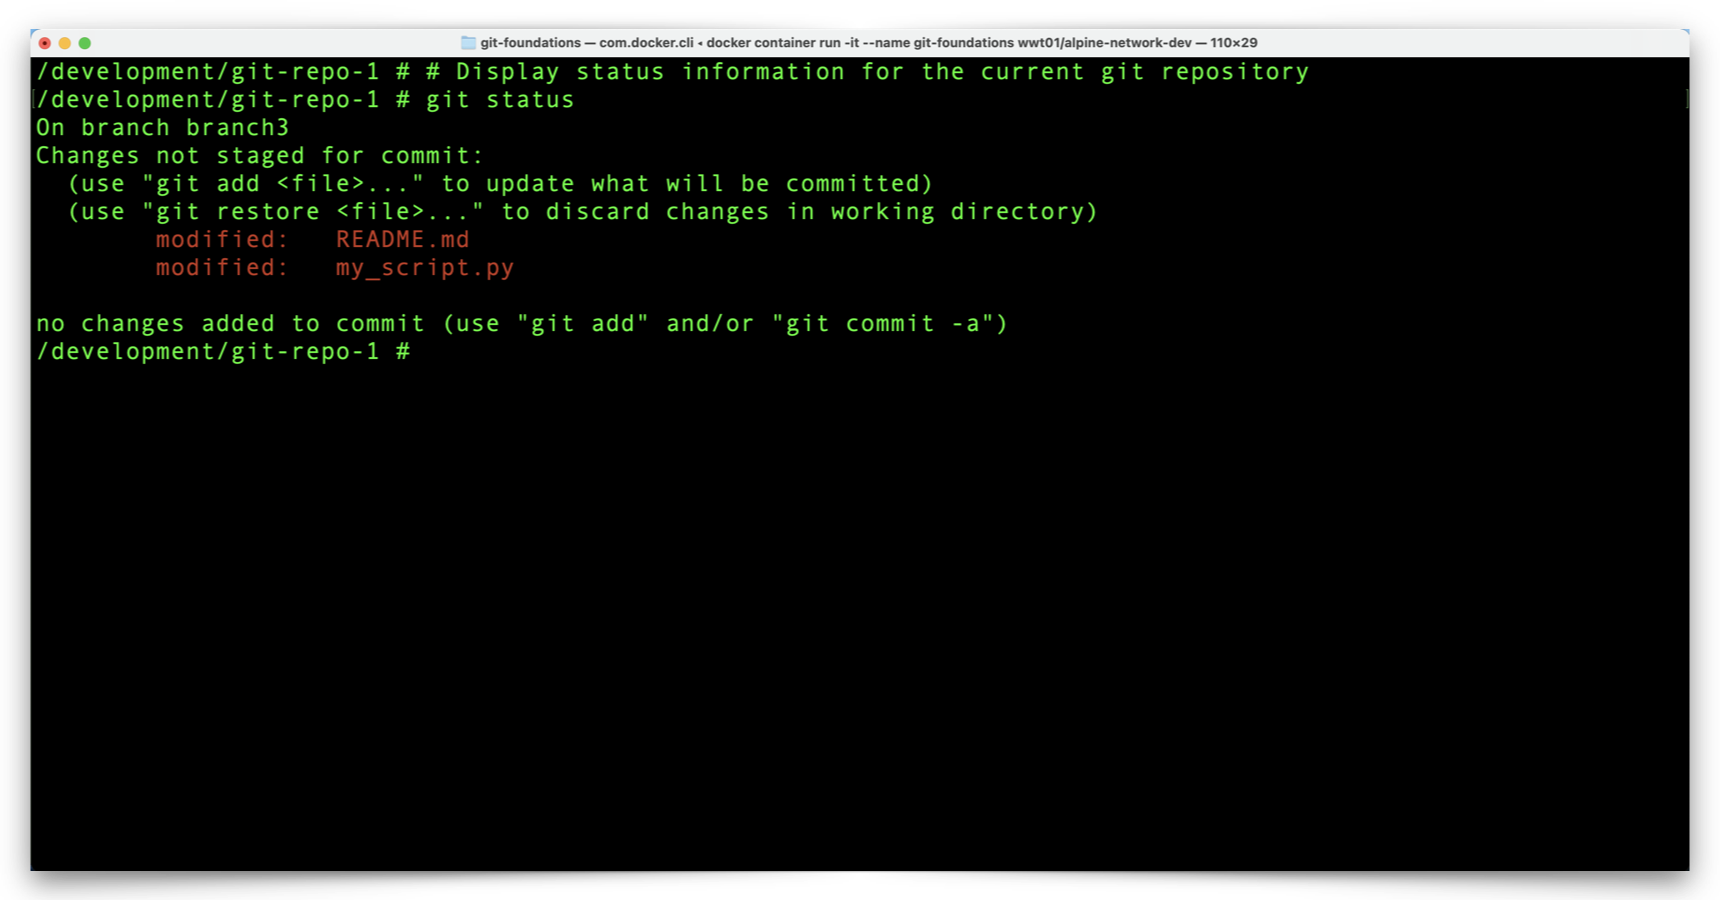 git-foundations — com.docker.cli ◂ docker container run -it --name git-foundations wwt01/alpine-network-dev — 110×29
/development/git-repo-1 # # Display status information for the current git repository
/development/git-repo-1 # git status
On branch branch3
Changes not staged for commit:
  (use "git add <file>..." to update what will be committed)
  (use "git restore <file>..." to discard changes in working directory)
        modified:   README.md
        modified:   my_script.py
no changes added to commit (use "git add" and/or "git commit -a")
/development/git-repo-1 #